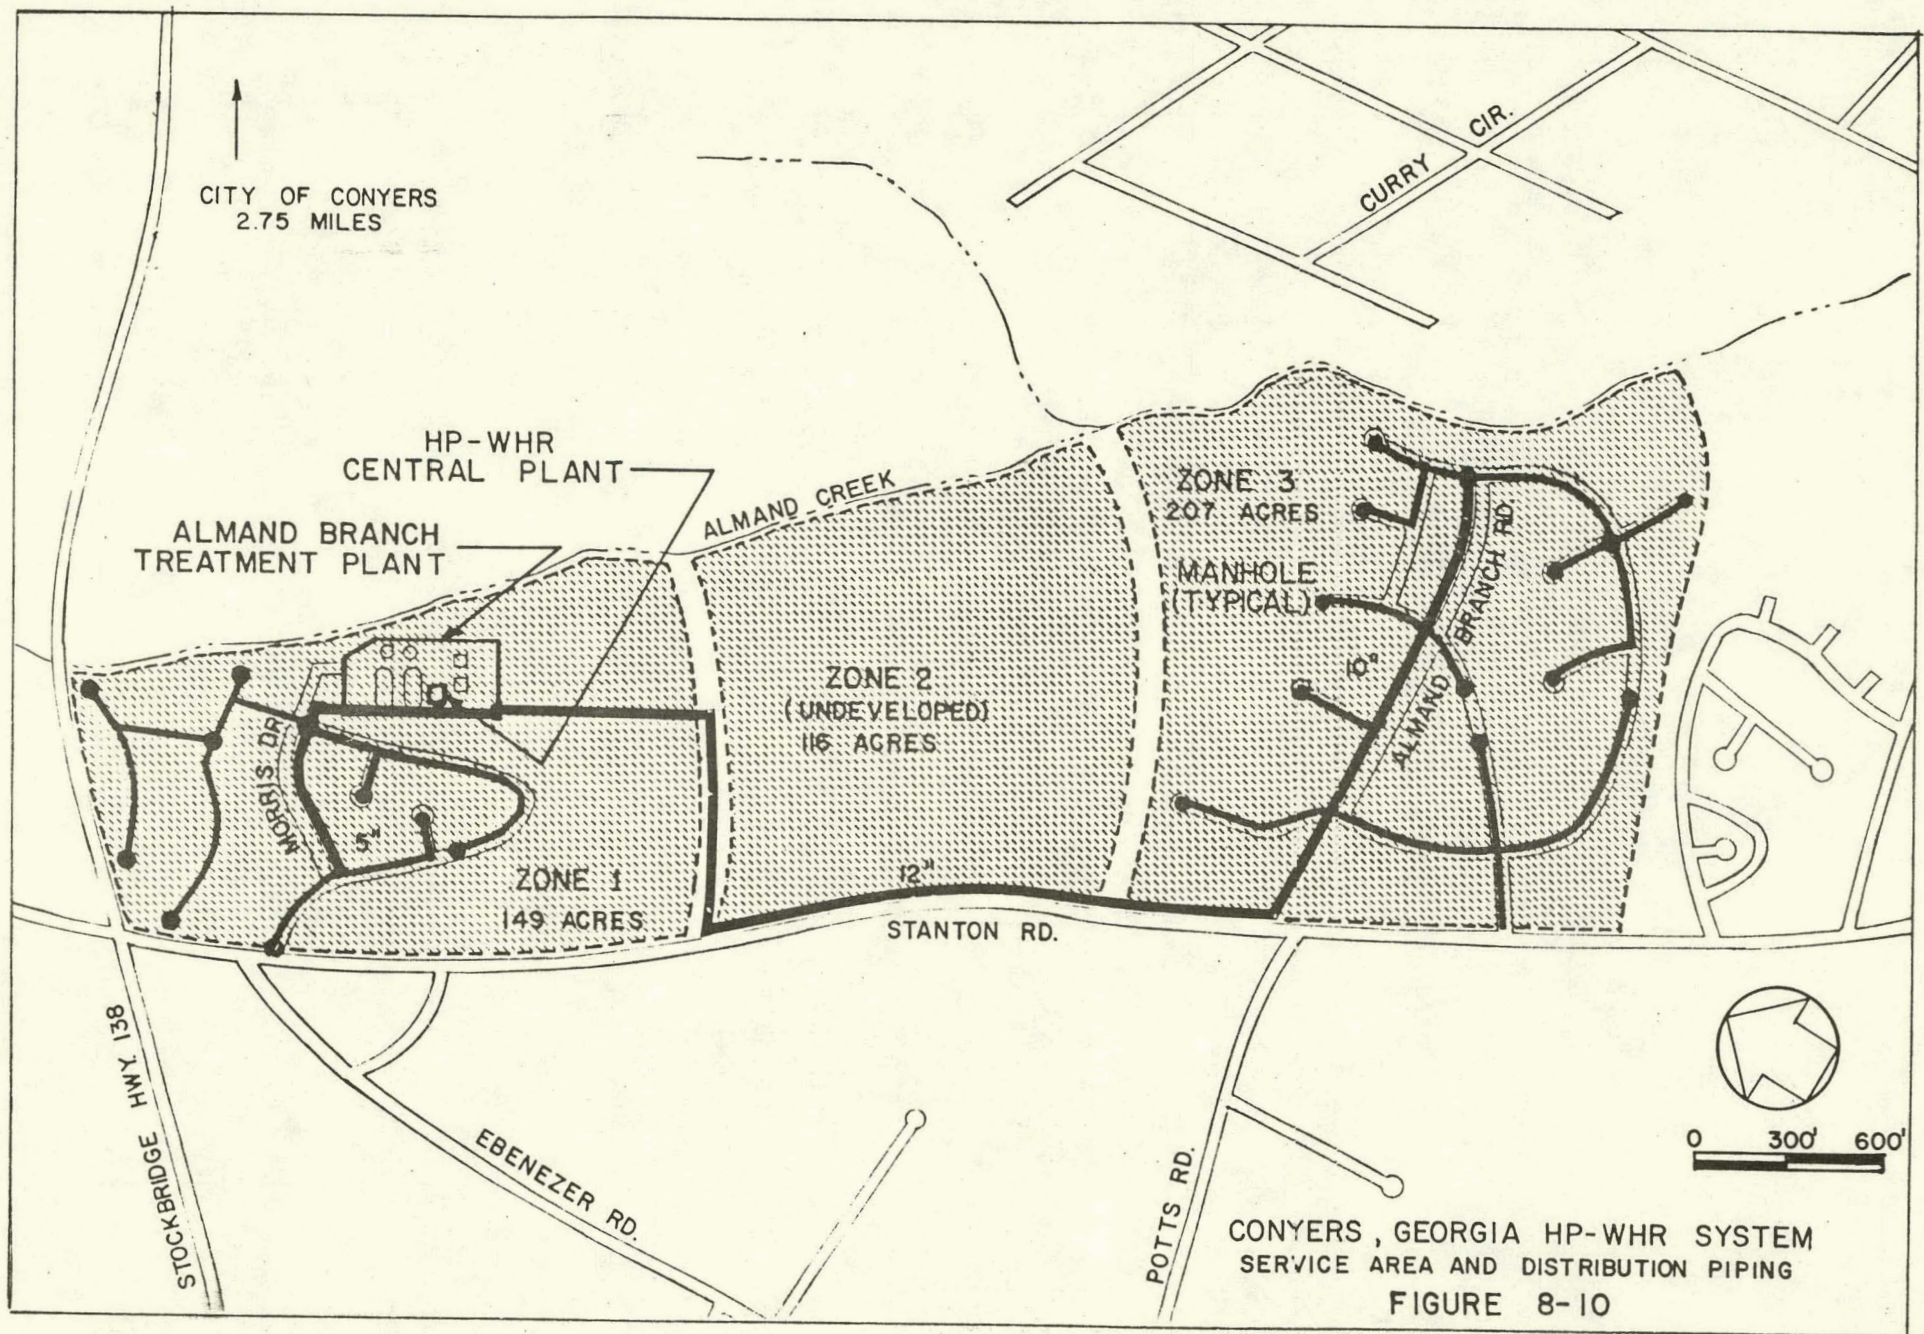 CURRY CIR.
CITY OF CONYERS
2.75 MILES
HP-WHR
CENTRAL PLANT
ALMAND CREEK
ALMAND BRANCH
TREATMENT PLANT
ZONE 3
207 ACRES
MANHOLE
(TYPICAL)
ALMAND BRANCH RD.
10"
ZONE 2
(UNDEVELOPED)
116 ACRES
MORRIS DR.
ZONE 1
149 ACRES
12"
STANTON RD.
STOCKBRIDGE HWY. 138
EBENEZER RD.
POTTS RD.
0 300' 600'
CONYERS, GEORGIA HP-WHR SYSTEM
SERVICE AREA AND DISTRIBUTION PIPING
FIGURE 8-10